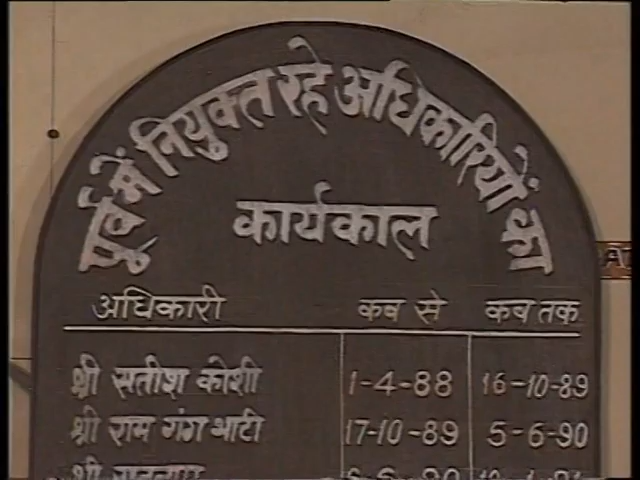 पुर्व में नियुक्त रहे अधिकारियों का
कार्यकाल
अधिकारी कब से कब तक
श्री सतीश कोशी 1-4-88 16-10-89
श्री राम गंग भाटी 17-10-89 5-6-90
श्री